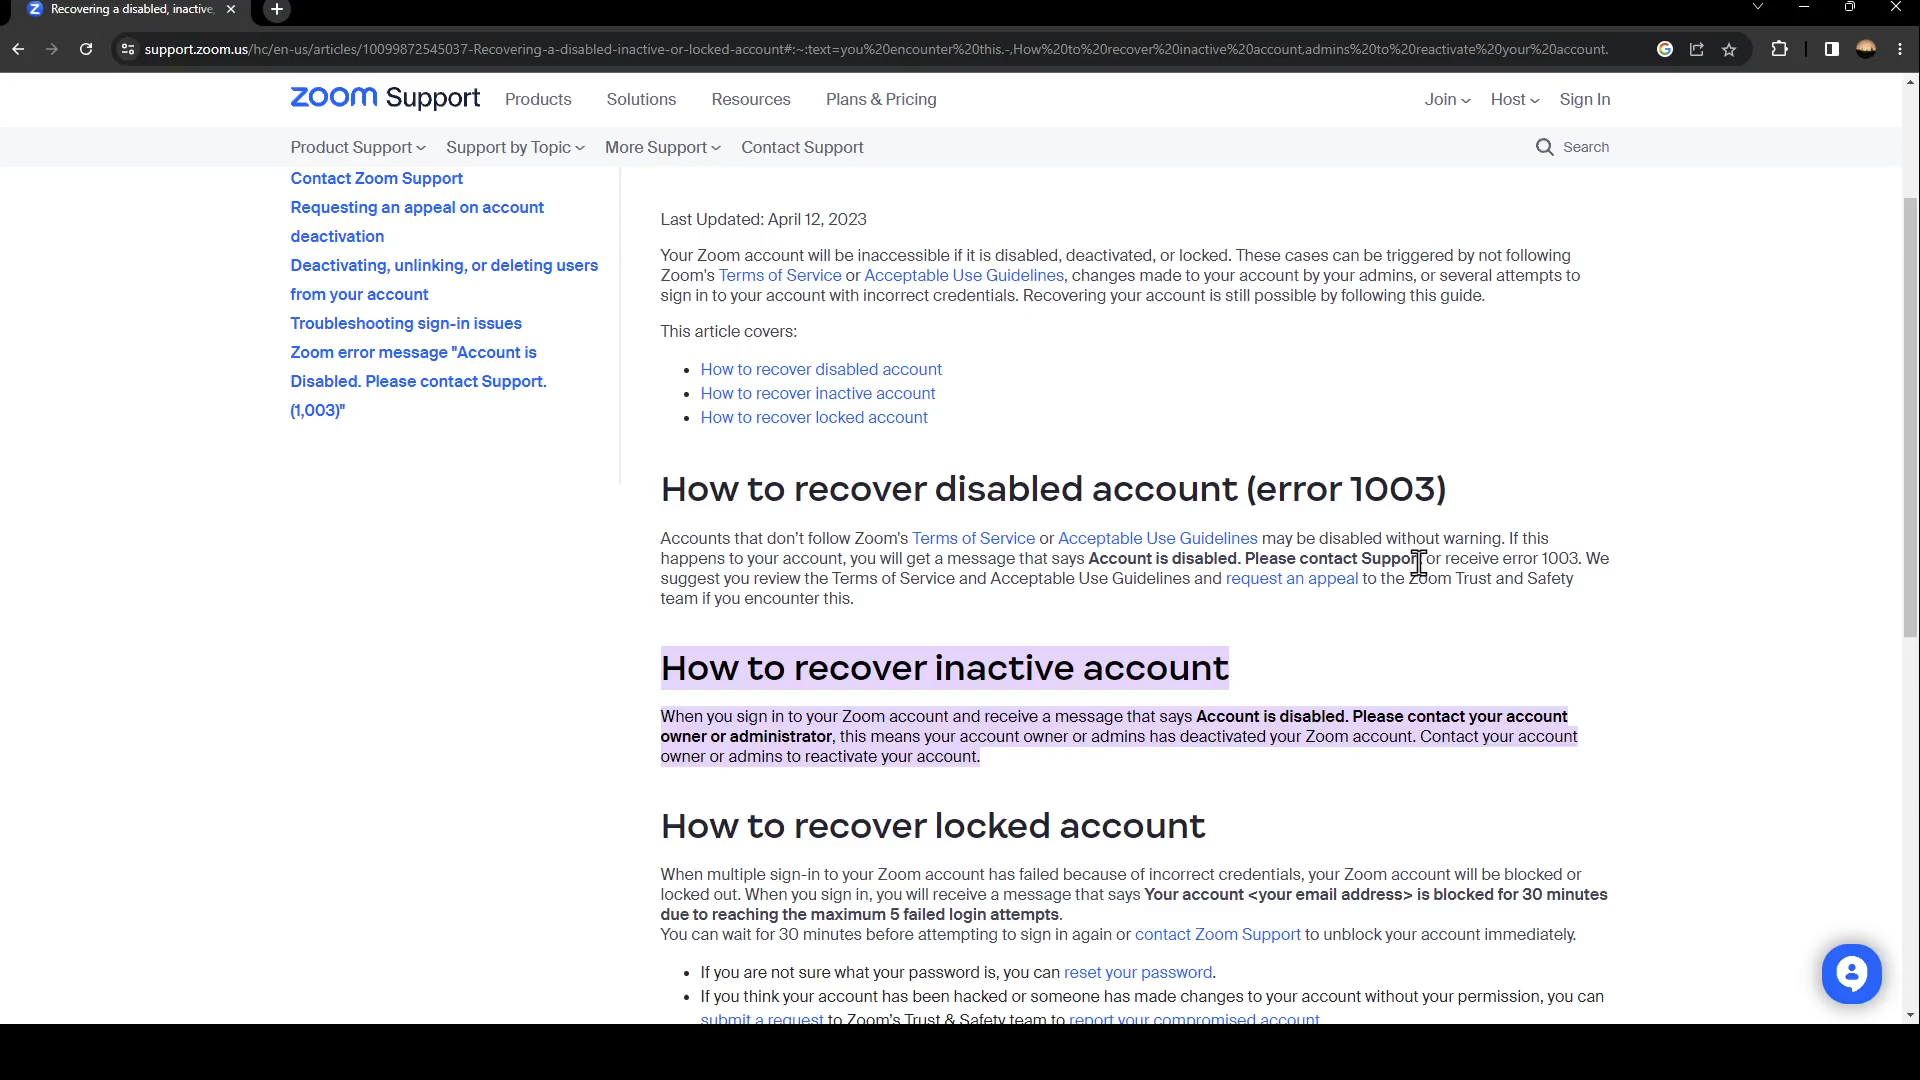 Recovering a disabled, inactive,
support.zoom.us/hc/en-us/articles/10099872545037-Recovering-a-disabled-inactive-or-locked-account#:~:text=you%20encounter%20this.-,How%20to%20recover%20inactive%20account,admins%20to%20reactivate%20your%20account.
zoom Support Products Solutions Resources Plans & Pricing Join Host Sign In
Product Support Support by Topic More Support Contact Support Search
Contact Zoom Support
Requesting an appeal on account
deactivation
Deactivating, unlinking, or deleting users
from your account
Troubleshooting sign-in issues
Zoom error message "Account is
Disabled. Please contact Support.
(1,003)"
Last Updated: April 12, 2023
Your Zoom account will be inaccessible if it is disabled, deactivated, or locked. These cases can be triggered by not following
Zoom's Terms of Service or Acceptable Use Guidelines, changes made to your account by your admins, or several attempts to
sign in to your account with incorrect credentials. Recovering your account is still possible by following this guide.
This article covers:
• How to recover disabled account
• How to recover inactive account
• How to recover locked account
How to recover disabled account (error 1003)
Accounts that don't follow Zoom's Terms of Service or Acceptable Use Guidelines may be disabled without warning. If this
happens to your account, you will get a message that says Account is disabled. Please contact Support or receive error 1003. We
suggest you review the Terms of Service and Acceptable Use Guidelines and request an appeal to the Zoom Trust and Safety
team if you encounter this.
How to recover inactive account
When you sign in to your Zoom account and receive a message that says Account is disabled. Please contact your account
owner or administrator, this means your account owner or admins has deactivated your Zoom account. Contact your account
owner or admins to reactivate your account.
How to recover locked account
When multiple sign-in to your Zoom account has failed because of incorrect credentials, your Zoom account will be blocked or
locked out. When you sign in, you will receive a message that says Your account <your email address> is blocked for 30 minutes
due to reaching the maximum 5 failed login attempts.
You can wait for 30 minutes before attempting to sign in again or contact Zoom Support to unblock your account immediately.
• If you are not sure what your password is, you can reset your password.
• If you think your account has been hacked or someone has made changes to your account without your permission, you can
submit a request to Zoom's Trust & Safety team to report your compromised account